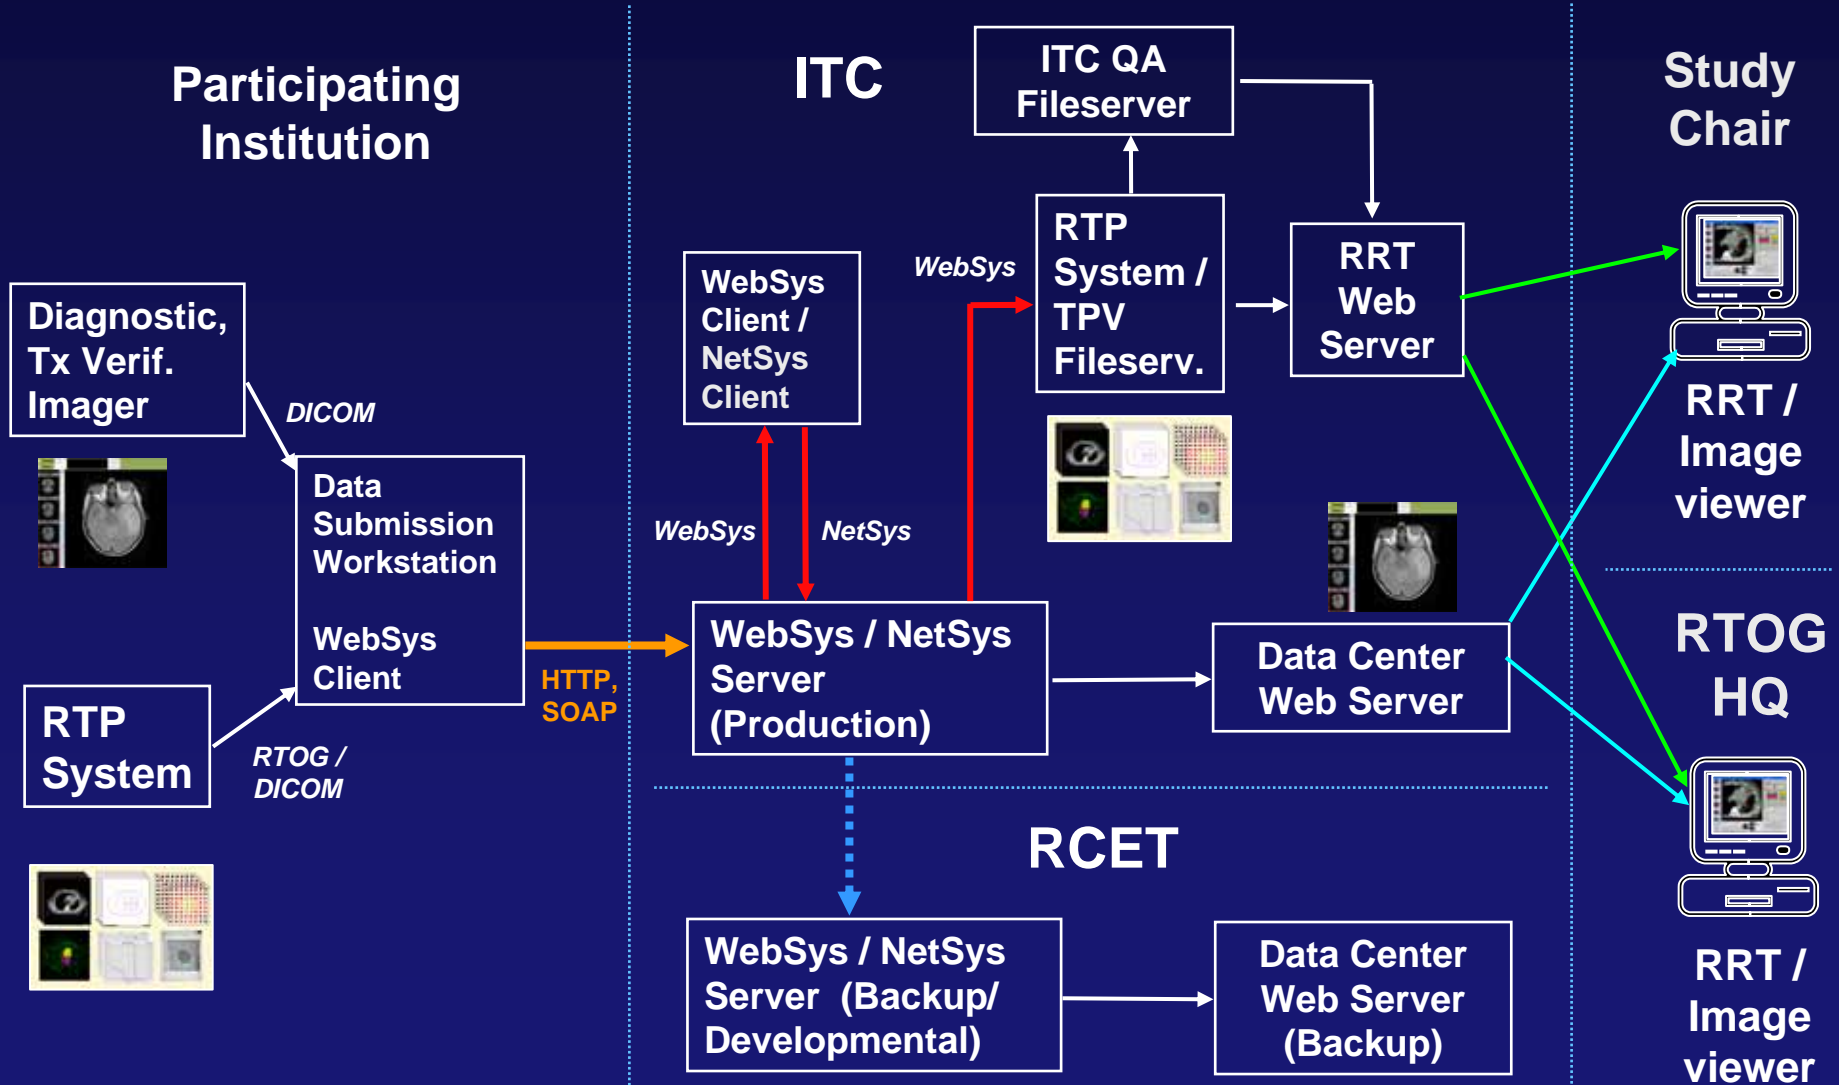 Participating
Institution
Diagnostic,
Tx Verif.
Imager
DICOM
Data
Submission
Workstation
WebSys
Client
RTP
System
RTOG /
DICOM
HTTP,
SOAP
ITC
ITC QA
Fileserver
WebSys
Client /
NetSys
Client
WebSys
RTP
System /
TPV
Fileserv.
RRT
Web
Server
WebSys
NetSys
WebSys / NetSys
Server
(Production)
Data Center
Web Server
RCET
WebSys / NetSys
Server (Backup/
Developmental)
Data Center
Web Server
(Backup)
Study
Chair
RRT /
Image
viewer
RTOG
HQ
RRT /
Image
viewer